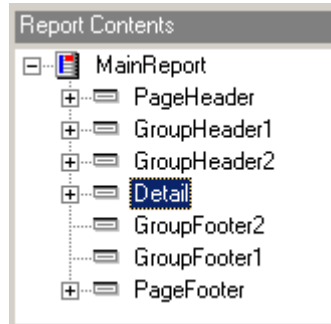 Report Contents
MainReport
PageHeader
GroupHeader1
GroupHeader2
Detail
GroupFooter2
GroupFooter1
PageFooter